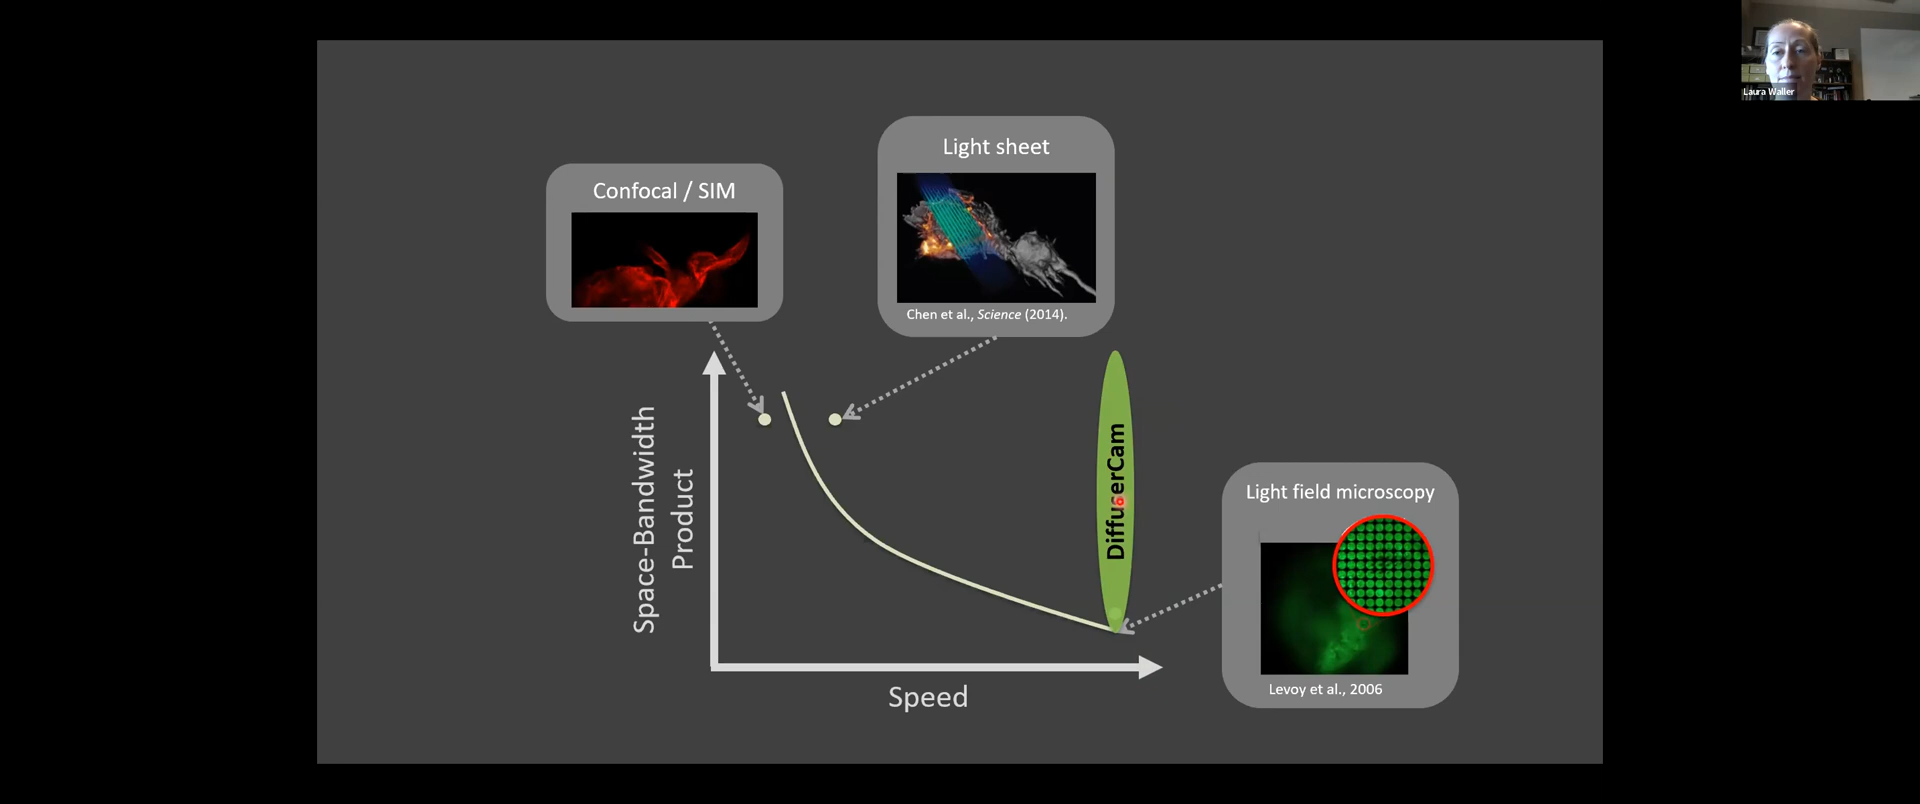 Laura Waller
Light sheet
Confocal / SIM
Chen et al., Science (2014).
Space-Bandwidth
Product
DiffuserCam
Light field microscopy
Levoy et al., 2006
Speed